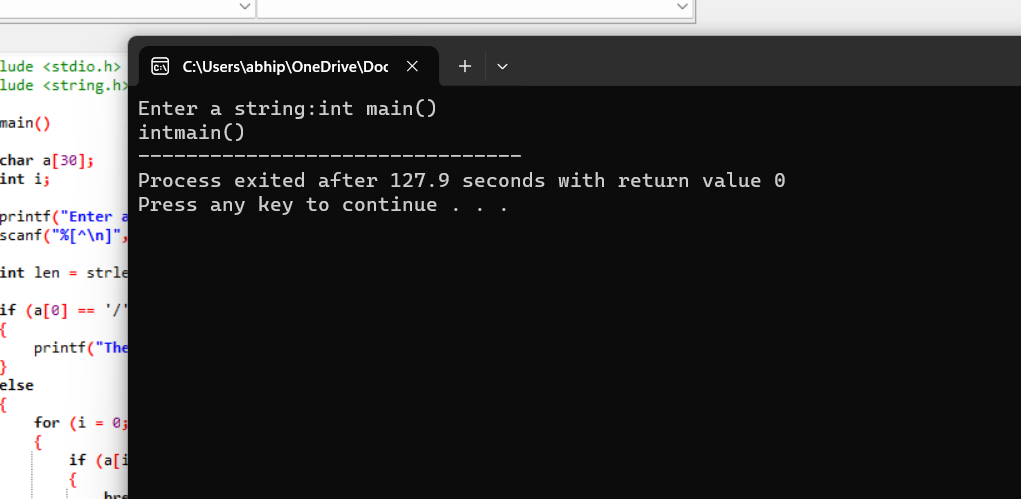 lude <stdio.h>
lude <string.h>
main()
char a[30];
int i;
printf("Enter a
scanf("%[^\n]",
int len = strle
if (a[0] == '/'
{
printf("The
}
else
{
for (i = 0;
{
if (a[i
{
bre
C:\Users\abhip\OneDrive\Doc
Enter a string:int main()
intmain()
--------------------------------
Process exited after 127.9 seconds with return value 0
Press any key to continue . . .